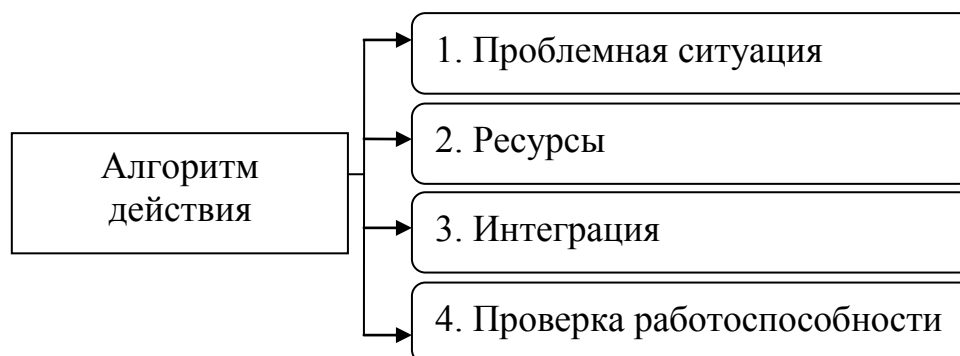 Алгоритм
действия
1. Проблемная ситуация
2. Ресурсы
3. Интеграция
4. Проверка работоспособности